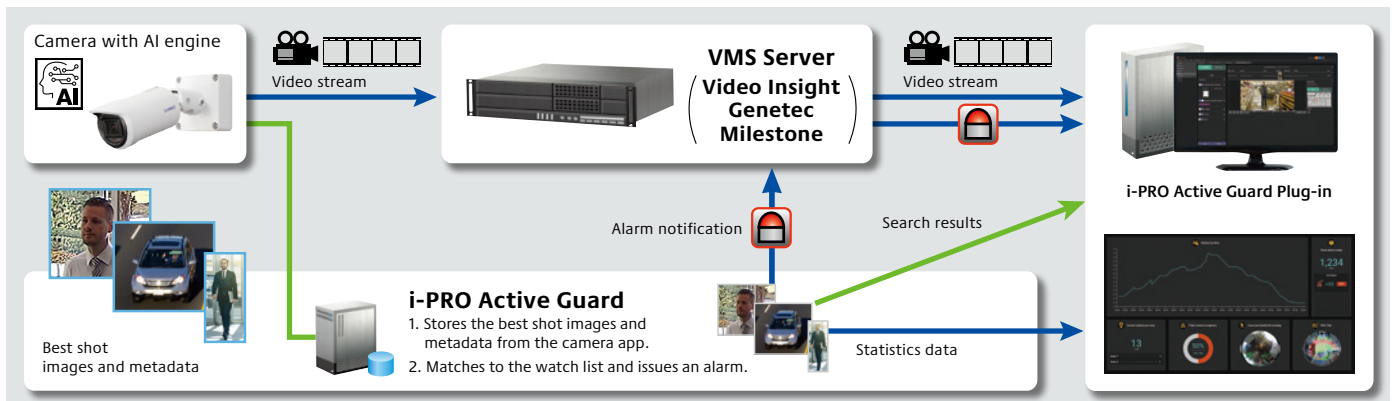 Camera with AI engine
AI
Video stream
VMS Server
Video Insight
Genetec
Milestone
Video stream
i-PRO Active Guard Plug-in
Alarm notification
Search results
Best shot
images and metadata
i-PRO Active Guard
1. Stores the best shot images and
metadata from the camera app.
2. Matches to the watch list and issues an alarm.
Statistics data
1,234
13
50%